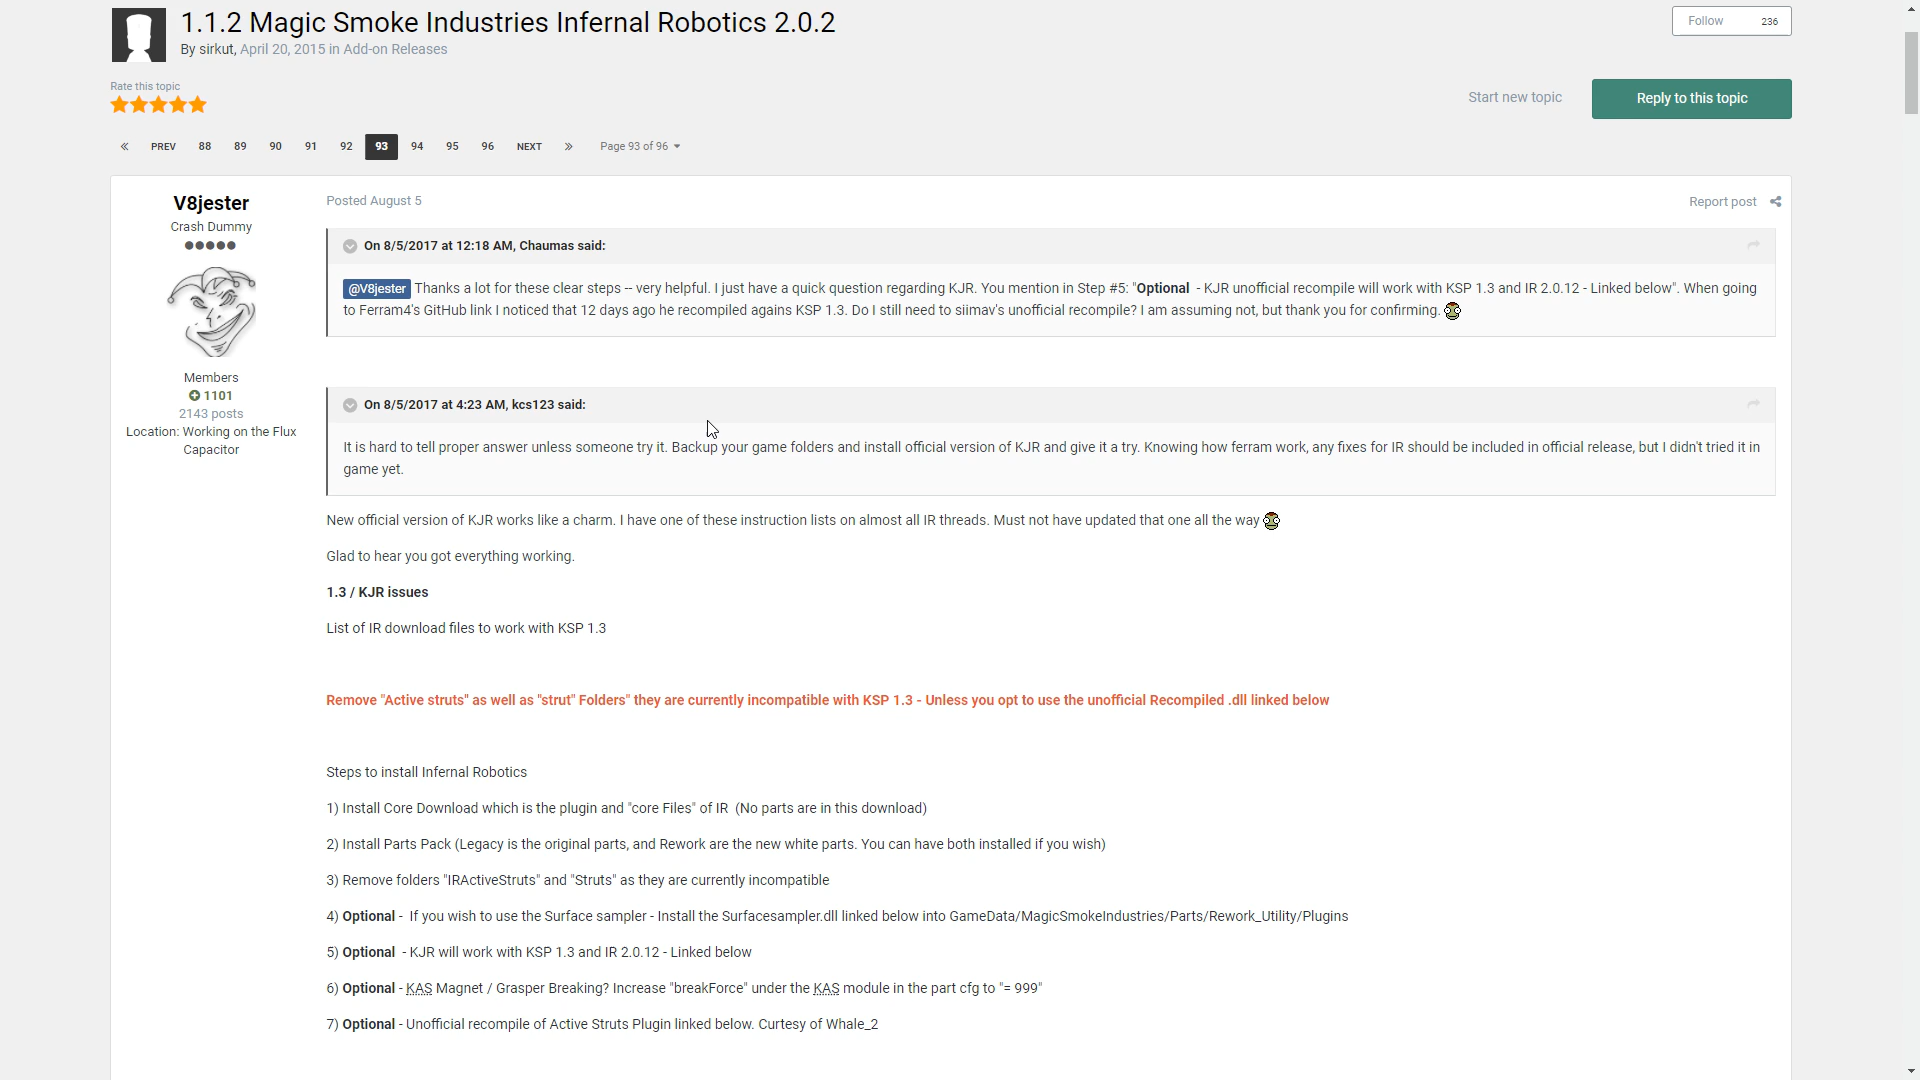 1.1.2 Magic Smoke Industries Infernal Robotics 2.0.2
By sirkut, April 20, 2015 in Add-on Releases
Follow 236
Rate this topic
Start new topic
Reply to this topic
« PREV 88 89 90 91 92 93 94 95 96 NEXT » Page 93 of 96
V8jester
Crash Dummy
Members
1101
2143 posts
Location: Working on the Flux
Capacitor
Posted August 5
Report post
On 8/5/2017 at 12:18 AM, Chaumas said:
@V8jester Thanks a lot for these clear steps -- very helpful. I just have a quick question regarding KJR. You mention in Step #5: "Optional - KJR unofficial recompile will work with KSP 1.3 and IR 2.0.12 - Linked below". When going
to Ferram4's GitHub link I noticed that 12 days ago he recompiled agains KSP 1.3. Do I still need to siimav's unofficial recompile? I am assuming not, but thank you for confirming.
On 8/5/2017 at 4:23 AM, kcs123 said:
It is hard to tell proper answer unless someone try it. Backup your game folders and install official version of KJR and give it a try. Knowing how ferram work, any fixes for IR should be included in official release, but I didn't tried it in
game yet.
New official version of KJR works like a charm. I have one of these instruction lists on almost all IR threads. Must not have updated that one all the way
Glad to hear you got everything working.
1.3 / KJR issues
List of IR download files to work with KSP 1.3
Remove "Active struts" as well as "strut" Folders" they are currently incompatible with KSP 1.3 - Unless you opt to use the unofficial Recompiled .dll linked below
Steps to install Infernal Robotics
1) Install Core Download which is the plugin and "core Files" of IR (No parts are in this download)
2) Install Parts Pack (Legacy is the original parts, and Rework are the new white parts. You can have both installed if you wish)
3) Remove folders "IRActiveStruts" and "Struts" as they are currently incompatible
4) Optional - If you wish to use the Surface sampler - Install the Surfacesampler.dll linked below into GameData/MagicSmokeIndustries/Parts/Rework_Utility/Plugins
5) Optional - KJR will work with KSP 1.3 and IR 2.0.12 - Linked below
6) Optional - KAS Magnet / Grasper Breaking? Increase "breakForce" under the KAS module in the part cfg to "= 999"
7) Optional - Unofficial recompile of Active Struts Plugin linked below. Curtesy of Whale_2